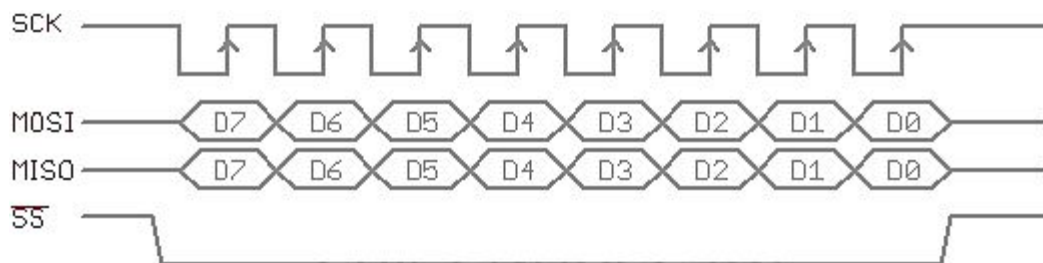 SCK
MOSI D7 D6 D5 D4 D3 D2 D1 D0
MISO D7 D6 D5 D4 D3 D2 D1 D0
S̅S̅